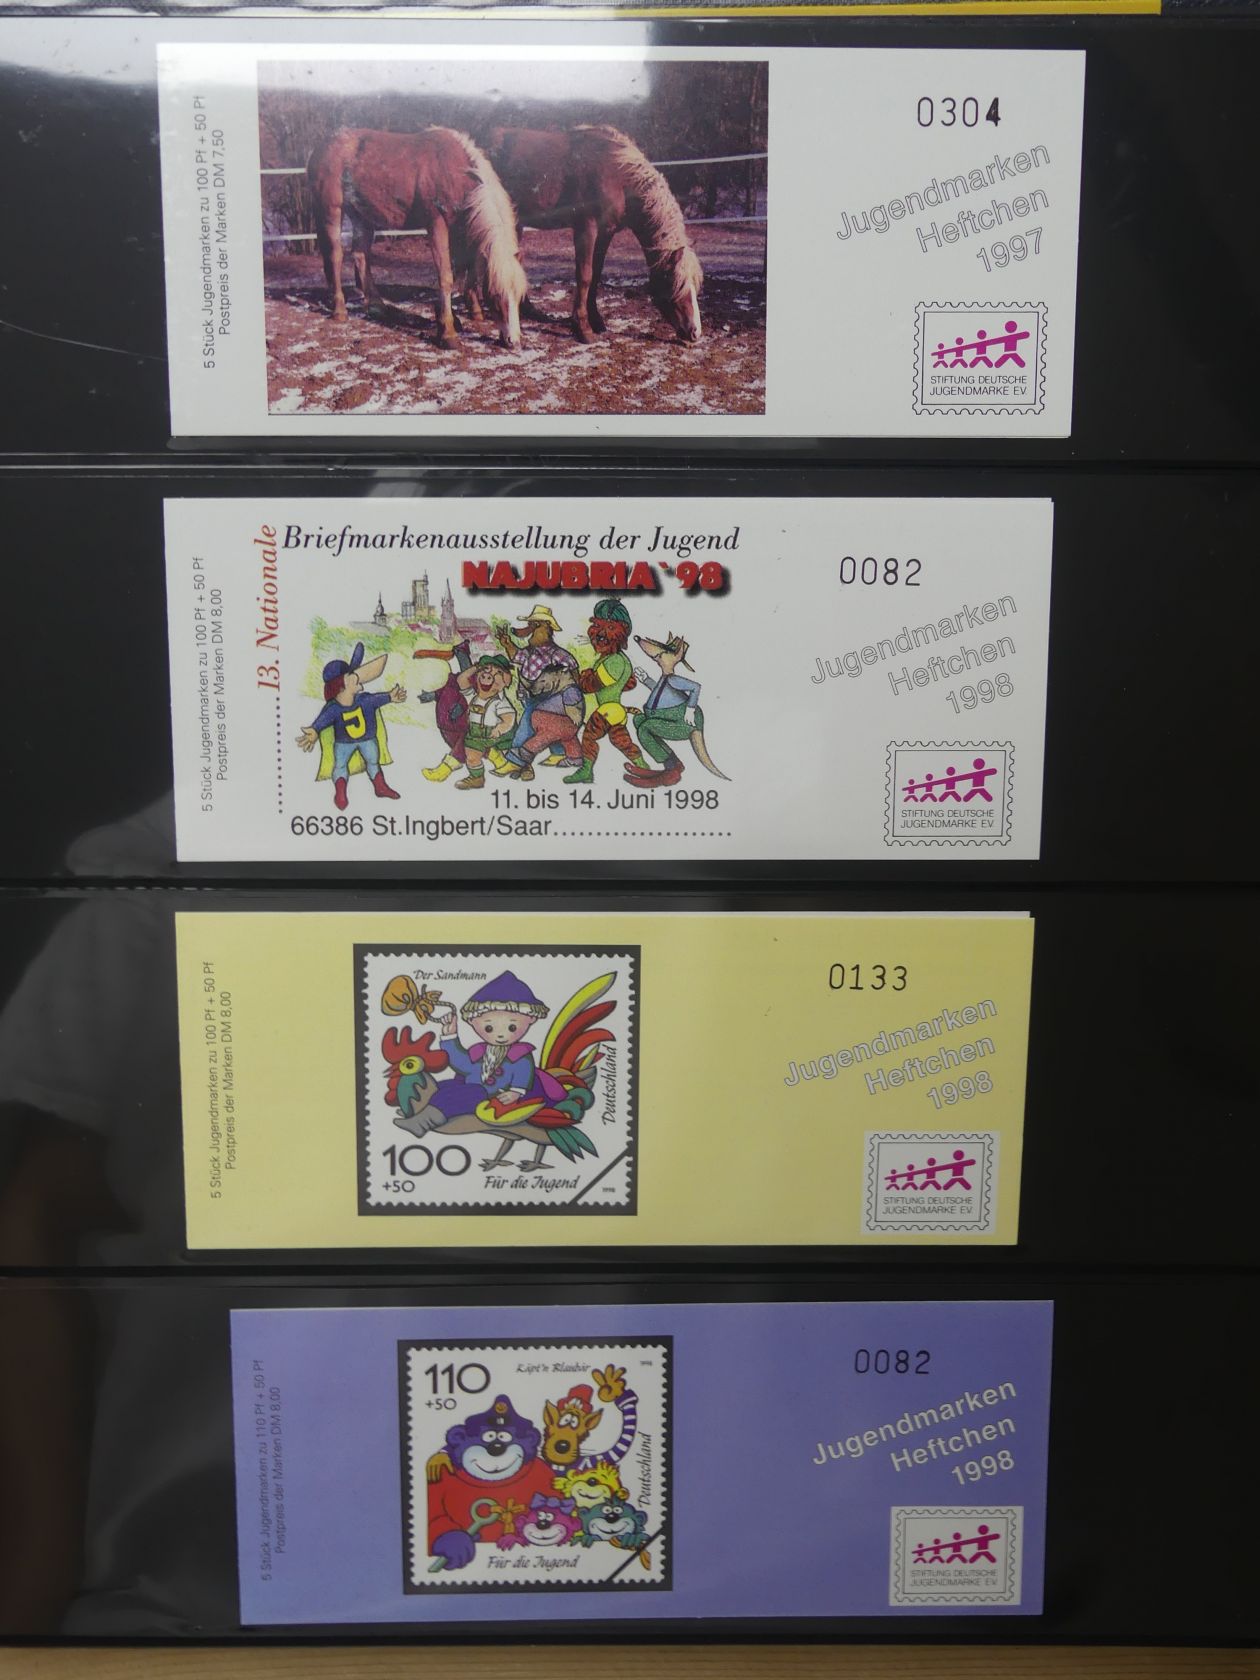 5 Stück Jugendmarken zu 100 Pf + 50 Pf
Postpreis der Marken DM 7,50
0304
Jugendmarken
Heftchen
1997
STIFTUNG DEUTSCHE
JUGENDMARKE E.V.
5 Stück Jugendmarken zu 100 Pf + 50 Pf
Postpreis der Marken DM 8,00
13. Nationale
Briefmarkenausstellung der Jugend
NAJUBRIA`98
J
11. bis 14. Juni 1998
66386 St.Ingbert/Saar.....................
0082
Jugendmarken
Heftchen
1998
STIFTUNG DEUTSCHE
JUGENDMARKE E.V.
5 Stück Jugendmarken zu 100 Pf + 50 Pf
Postpreis der Marken DM 8,00
Der Sandmann
Deutschland
100
+50
Für die Jugend
1998
0133
Jugendmarken
Heftchen
1998
STIFTUNG DEUTSCHE
JUGENDMARKE E.V.
5 Stück Jugendmarken zu 110 Pf + 50 Pf
Postpreis der Marken DM 8,00
110
+50
Käpt'n Blaubär
1998
Deutschland
Für die Jugend
0082
Jugendmarken
Heftchen
1998
STIFTUNG DEUTSCHE
JUGENDMARKE E.V.